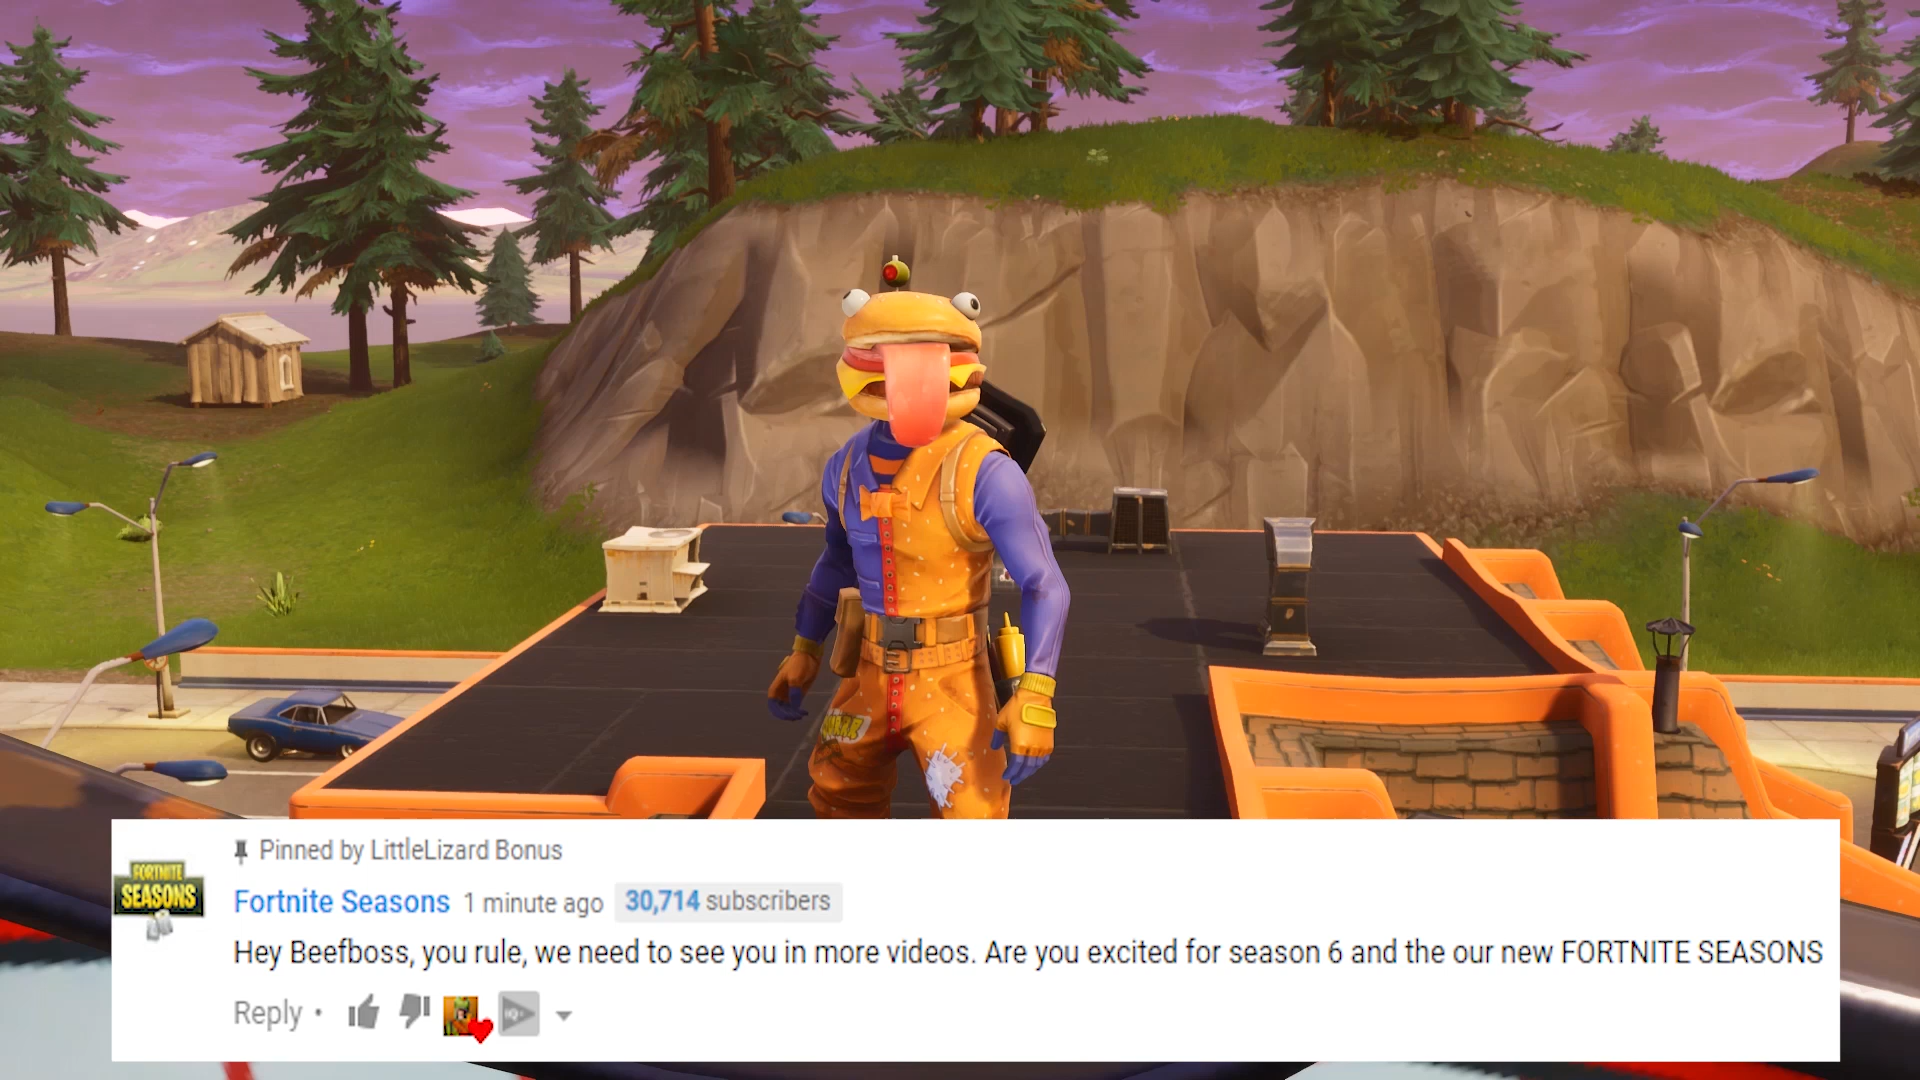 Pinned by LittleLizard Bonus
FORTNITE
SEASONS
Fortnite Seasons 1 minute ago 30,714 subscribers
Hey Beefboss, you rule, we need to see you in more videos. Are you excited for season 6 and the our new FORTNITE SEASONS
Reply •